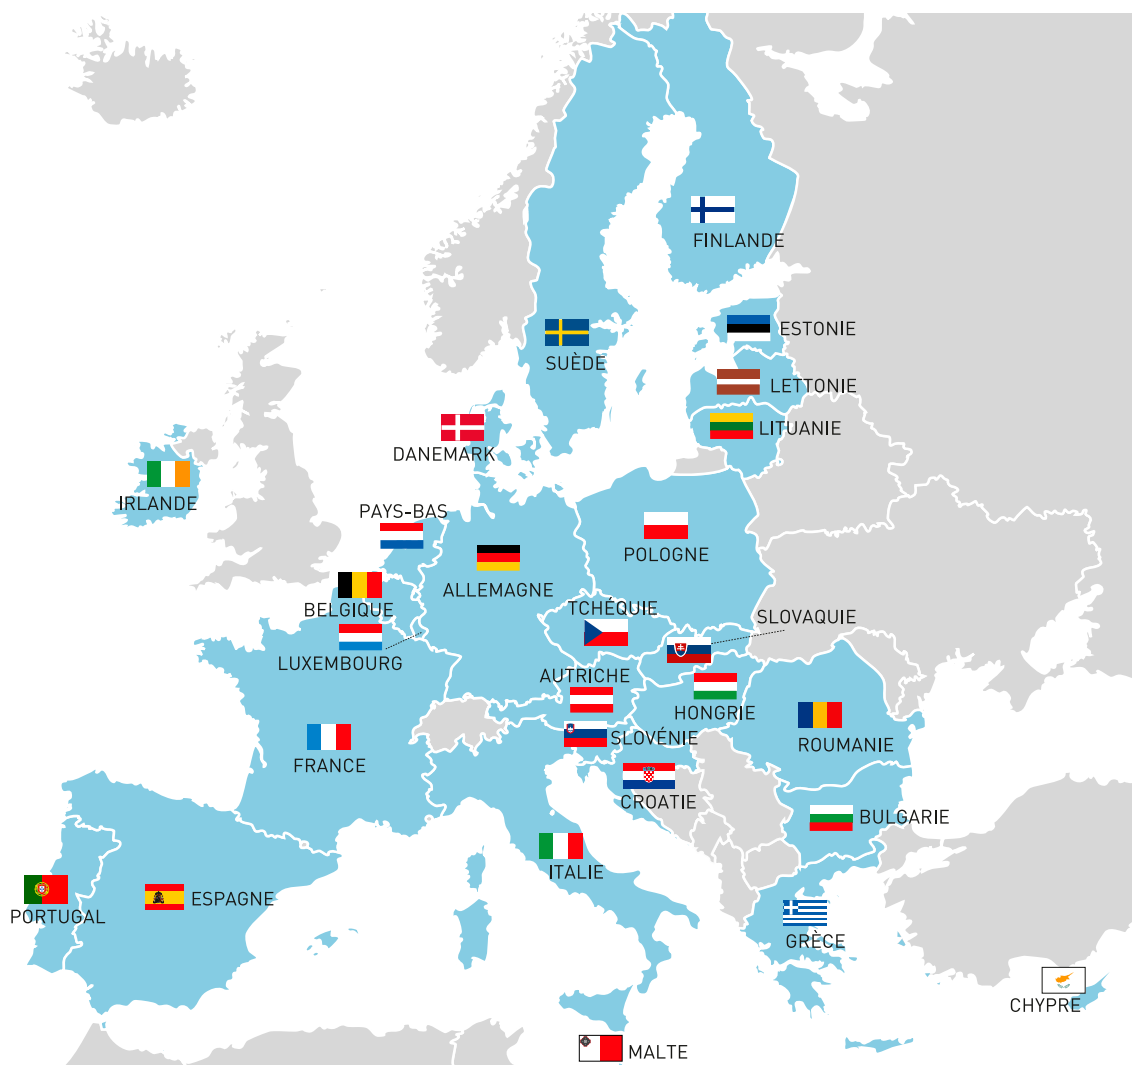 FINLANDE
ESTONIE
SUÈDE
LETTONIE
LITUANIE
DANEMARK
IRLANDE
PAYS-BAS
POLOGNE
ALLEMAGNE
BELGIQUE
TCHÉQUIE
SLOVAQUIE
LUXEMBOURG
AUTRICHE
HONGRIE
SLOVÉNIE
ROUMANIE
FRANCE
CROATIE
BULGARIE
ITALIE
ESPAGNE
PORTUGAL
GRÈCE
CHYPRE
MALTE